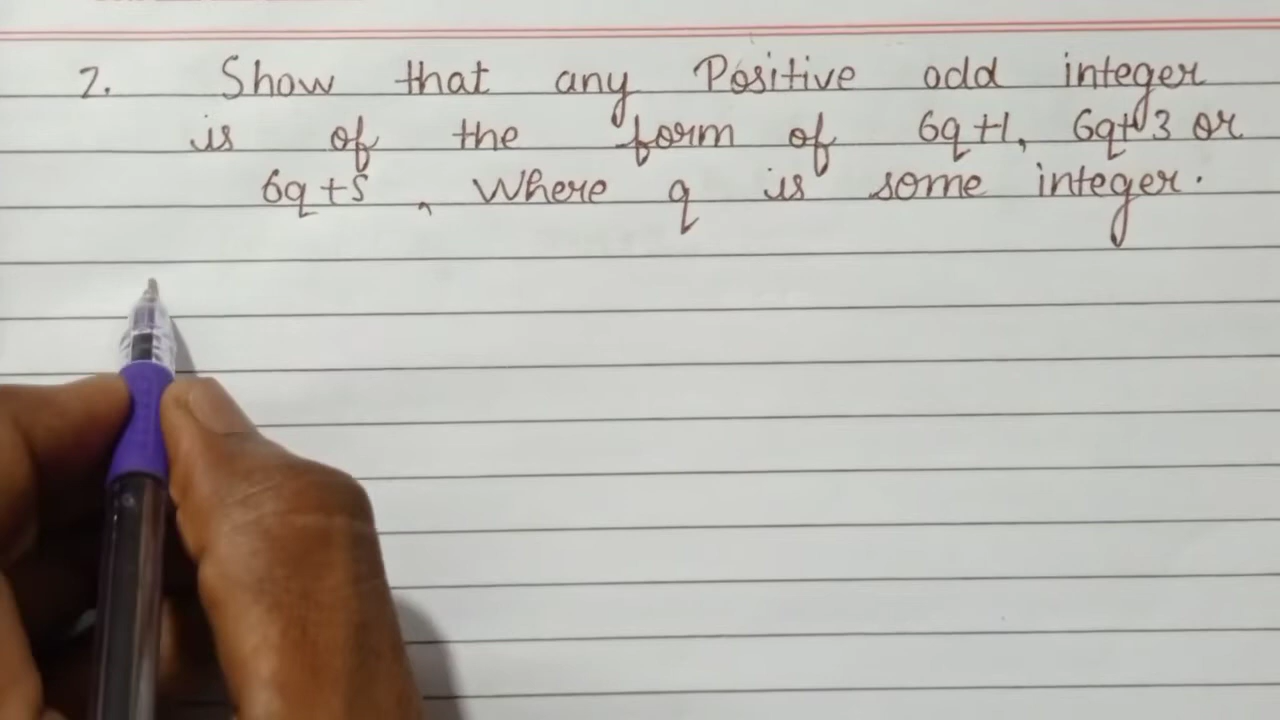 2. Show that any Positive odd integer
is of the form of 6q+1, 6q+3 or
6q+5, Where q is some integer.